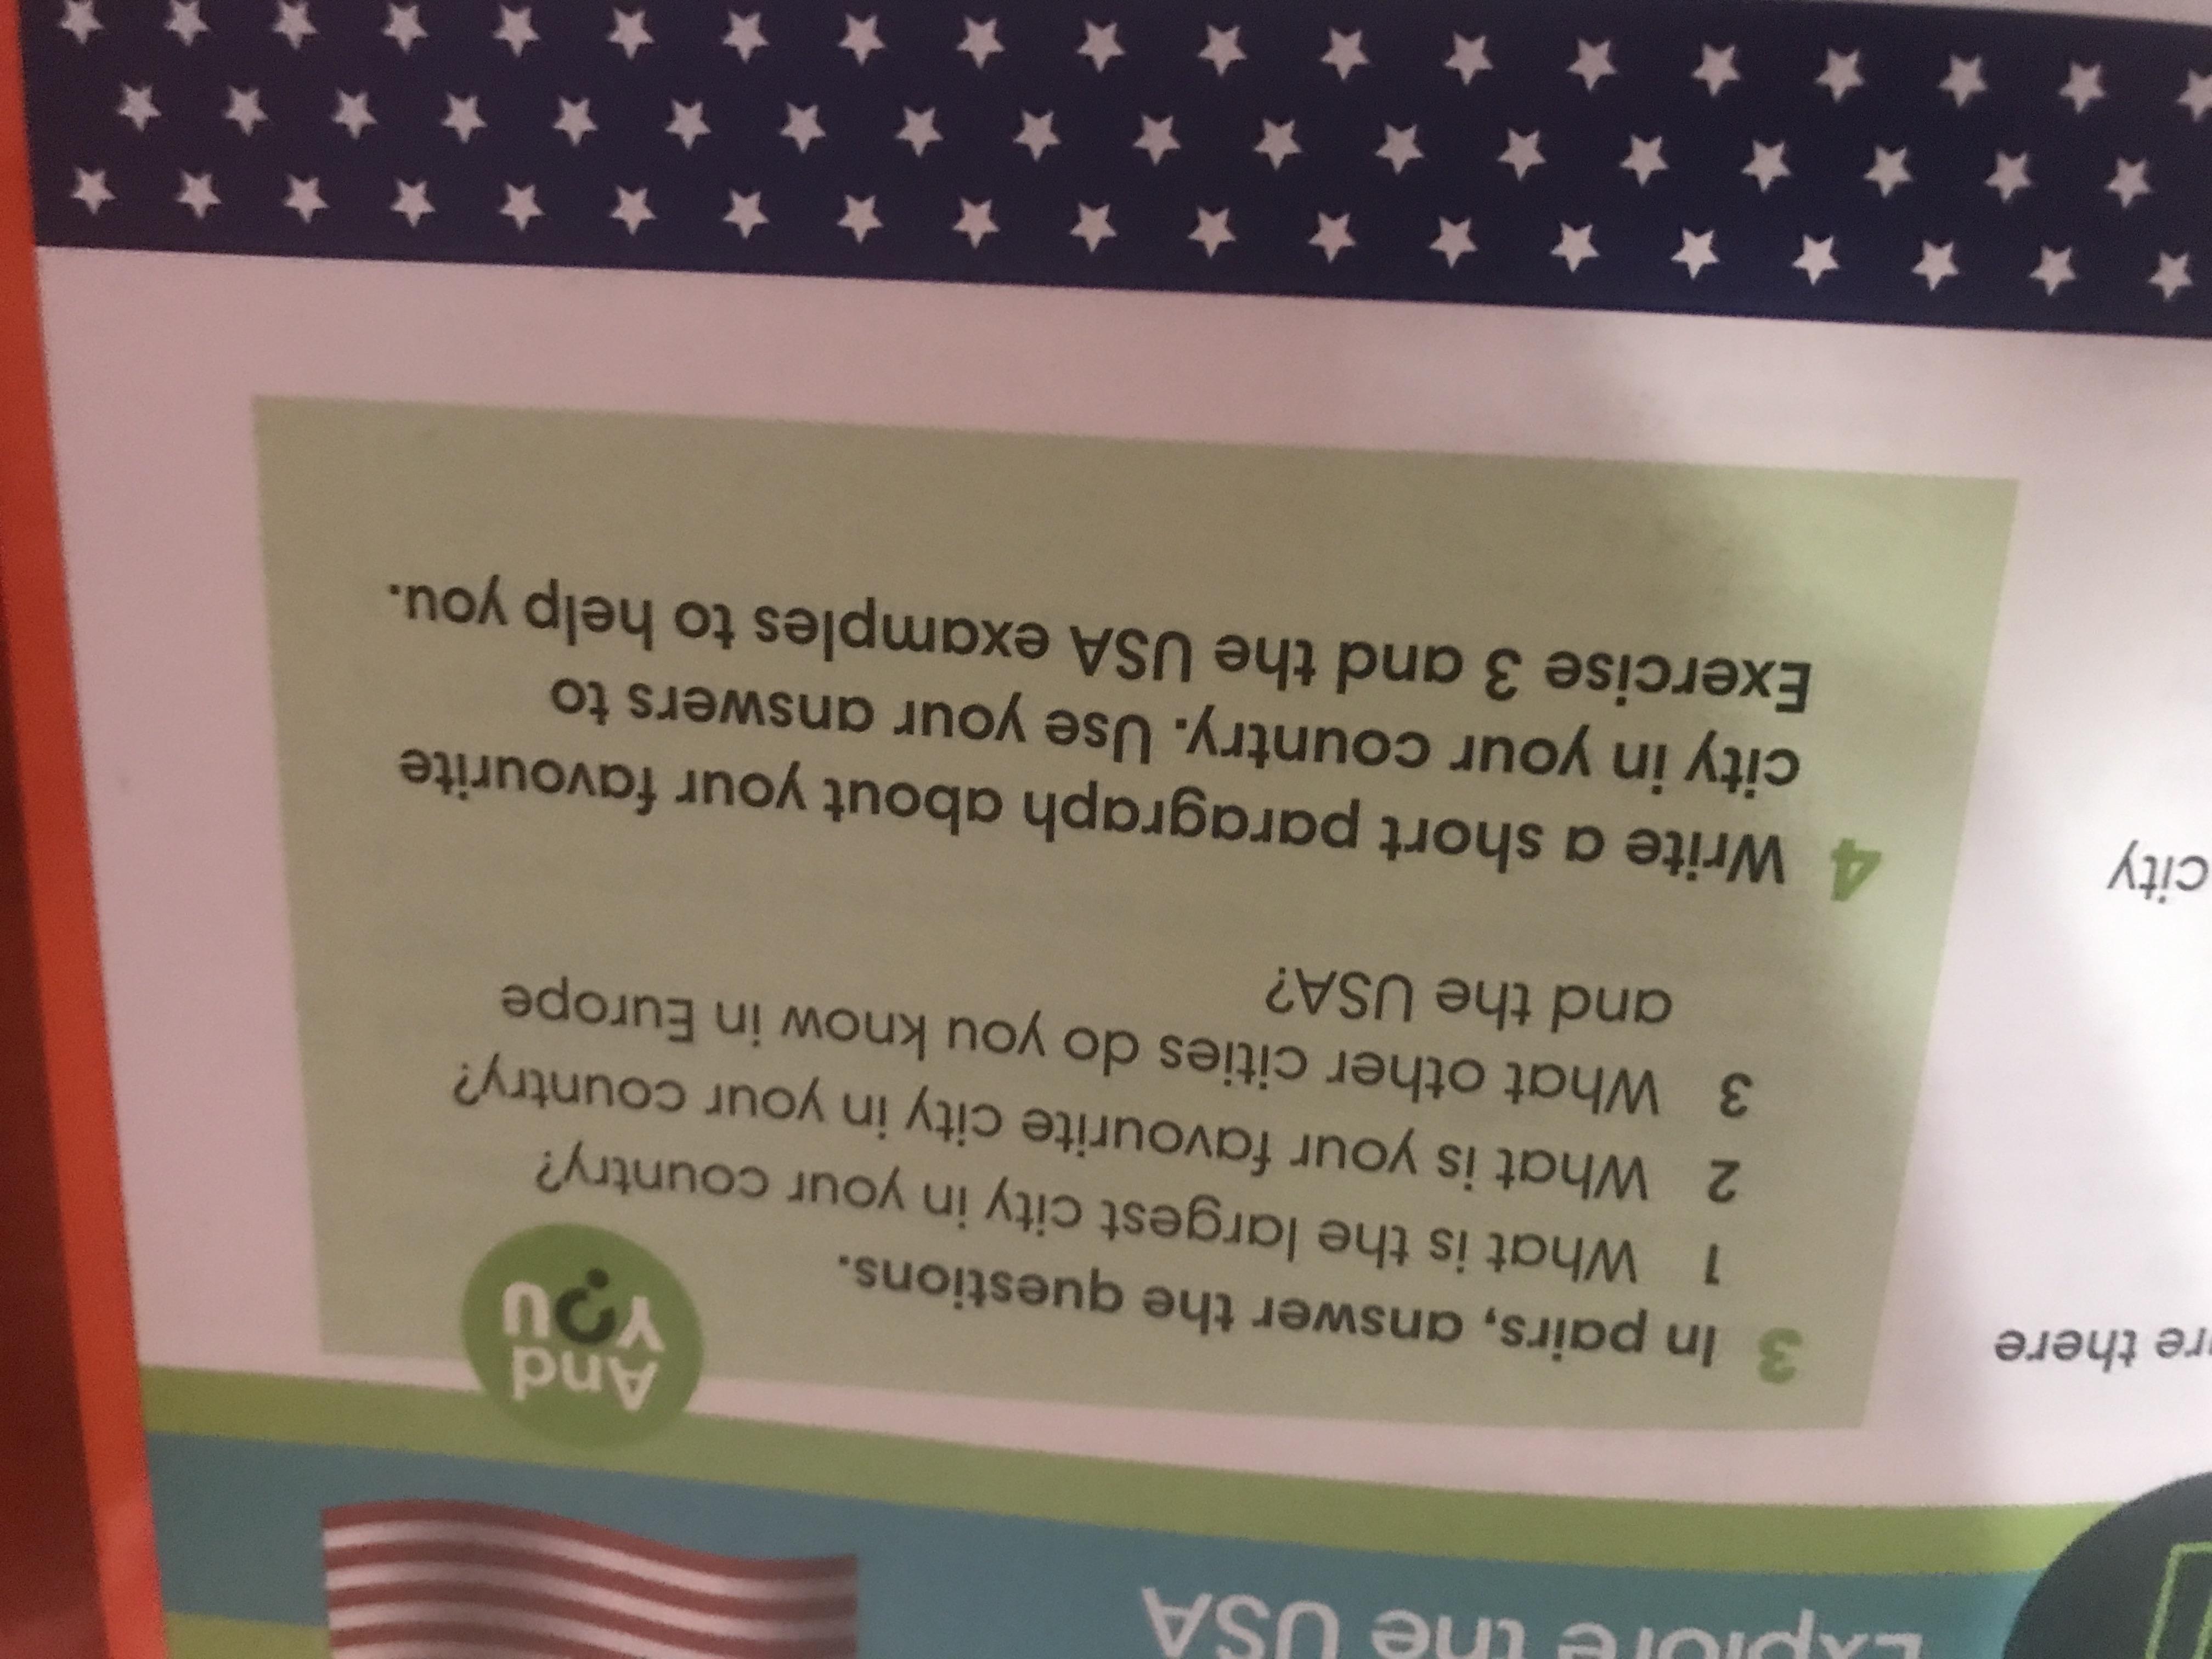 Explore the USA
And
YOU
3 In pairs, answer the questions.
1 What is the largest city in your country?
2 What is your favourite city in your country?
3 What other cities do you know in Europe
and the USA?
4 Write a short paragraph about your favourite
city in your country. Use your answers to
Exercise 3 and the USA examples to help you.
re there
city